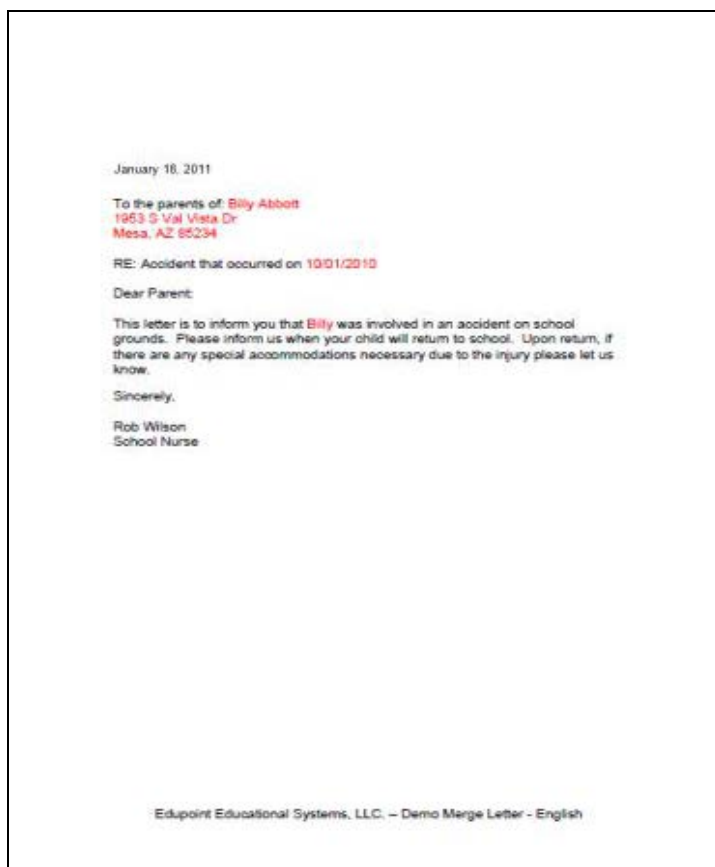 January 18, 2011
To the parents of: Billy Abbott
1953 S Val Vista Dr
Mesa, AZ 85234
RE: Accident that occurred on 10/01/2010
Dear Parent:
This letter is to inform you that Billy was involved in an accident on school
grounds.  Please inform us when your child will return to school.  Upon return, if
there are any special accommodations necessary due to the injury please let us
know.
Sincerely,
Rob Wilson
School Nurse
Edupoint Educational Systems, LLC. – Demo Merge Letter - English